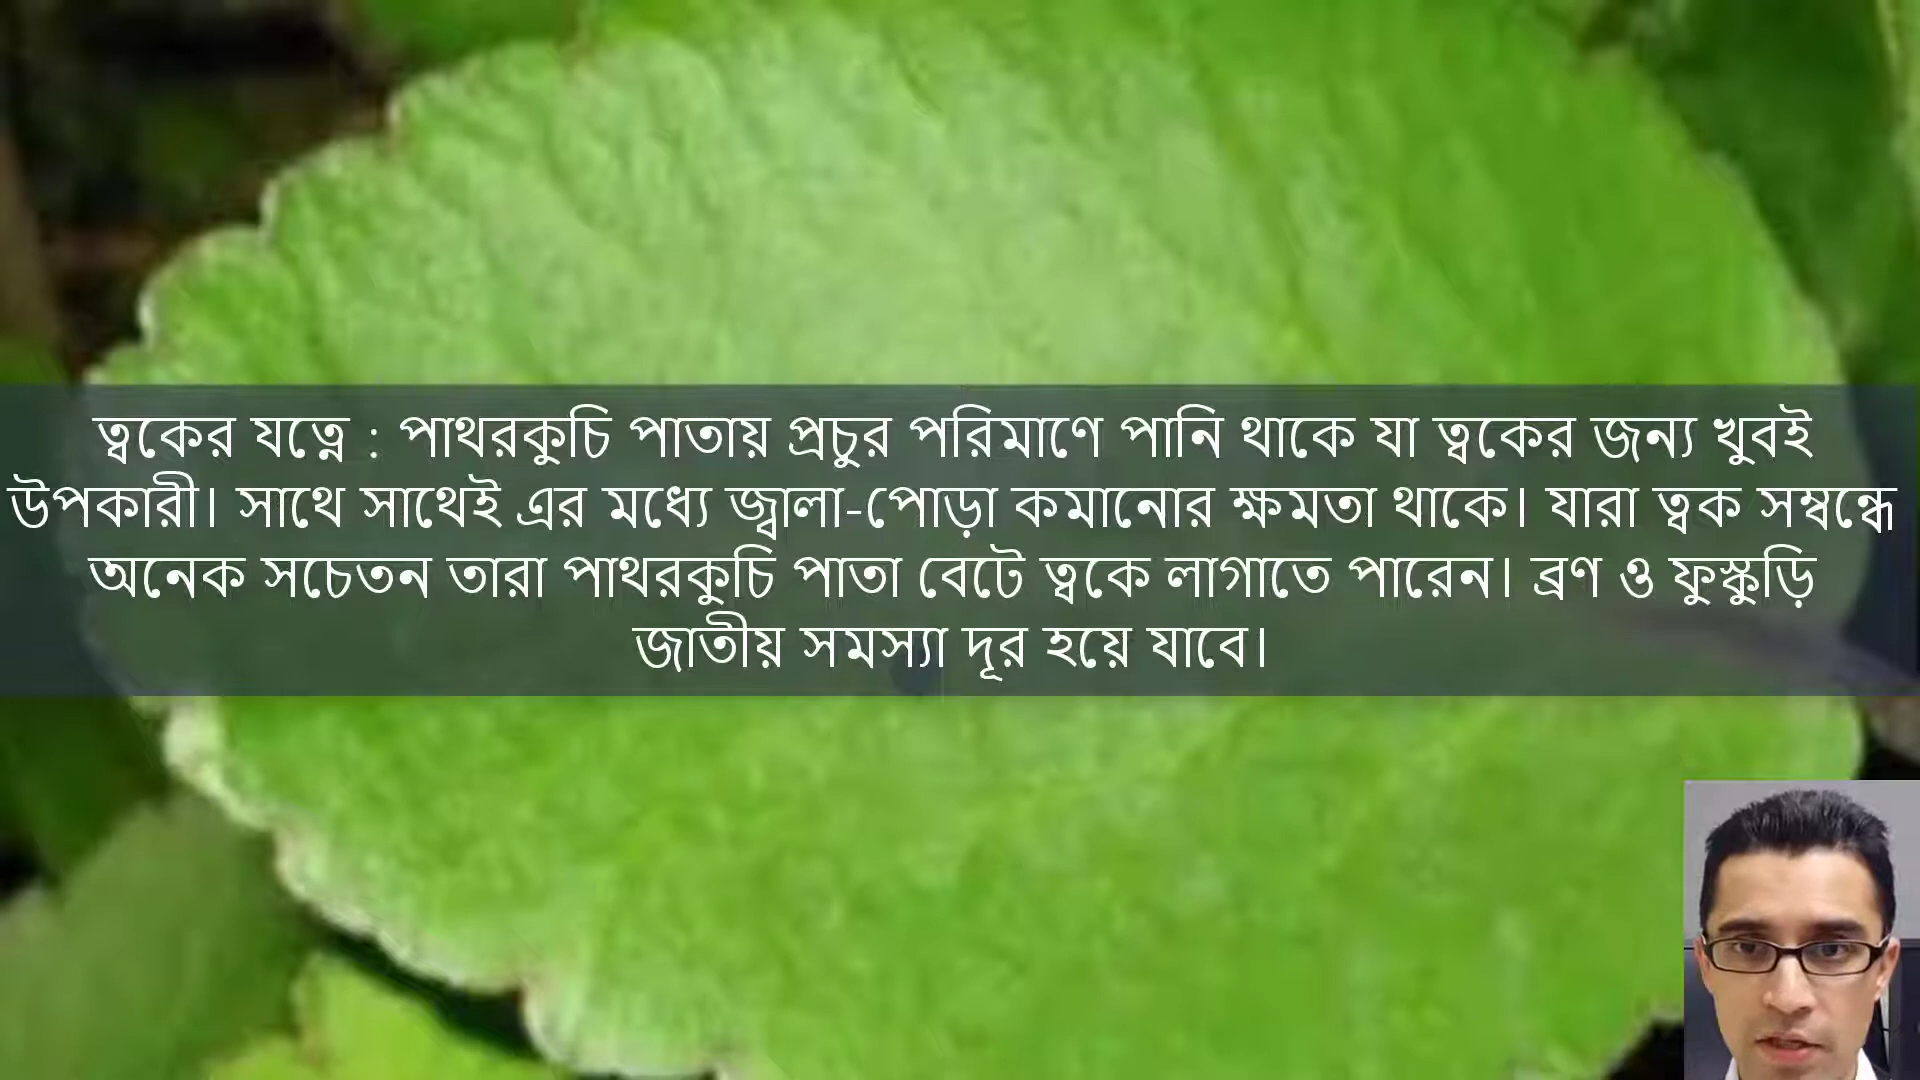 ত্বকের যত্নে : পাথরকুচি পাতায় প্রচুর পরিমাণে পানি থাকে যা ত্বকের জন্য খুবই
উপকারী। সাথে সাথেই এর মধ্যে জ্বালা-পোড়া কমানোর ক্ষমতা থাকে। যারা ত্বক সম্বন্ধে
অনেক সচেতন তারা পাথরকুচি পাতা বেটে ত্বকে লাগাতে পারেন। ব্রণ ও ফুস্কুড়ি
জাতীয় সমস্যা দূর হয়ে যাবে।